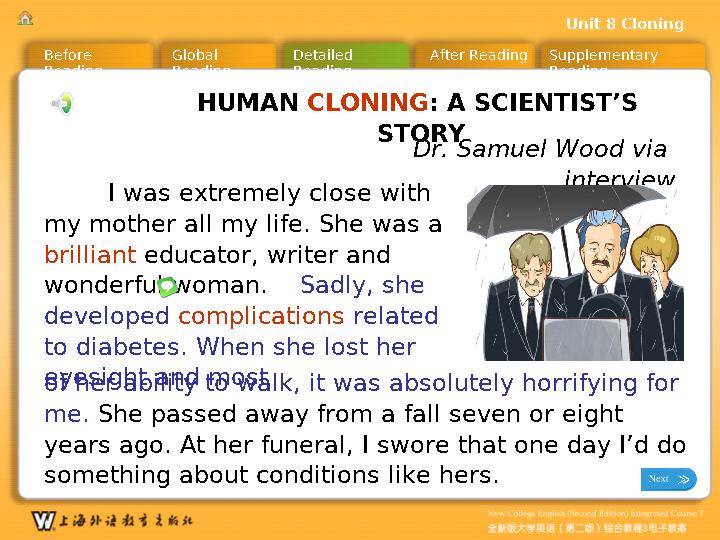 Unit 8 Cloning
Before Reading
Global Reading
Detailed Reading
After Reading
Supplementary Reading
HUMAN CLONING: A SCIENTIST’S
STORY
Dr. Samuel Wood via
interview
I was extremely close with
my mother all my life. She was a
brilliant educator, writer and
wonderful woman. Sadly, she
developed complications related
to diabetes. When she lost her
eyesight and most
of her ability to walk, it was absolutely horrifying for
me. She passed away from a fall seven or eight
years ago. At her funeral, I swore that one day I’d do
something about conditions like hers.
Next
上海外语教育出版社
New College English (Second Edition) Integrated Course 3
全新版大学英语（第二版）综合教程3电子教案